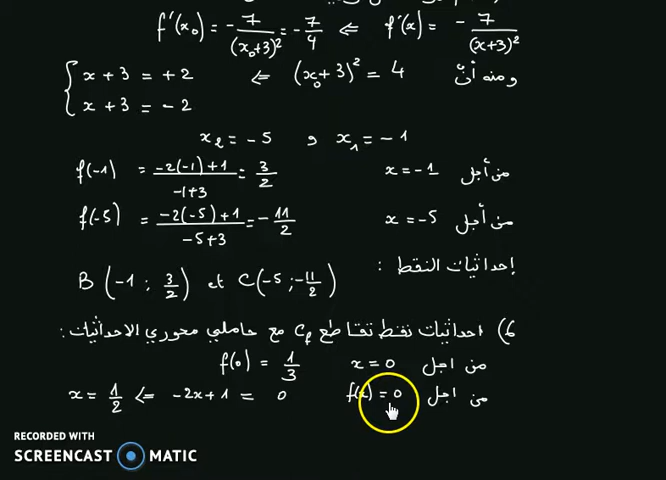 f'(x₀) = -7/(x₀+3)² = -7/4 ⇐ f'(x) = -7/(x+3)²
ومنه أنّ (x₀+3)² = 4 ⇐ { x+3 = +2
x+3 = -2
x₁ = -1 و x₂ = -5
من أجل x = -1 f(-1) = (-2(-1)+1)/(-1+3) = 3/2
من أجل x = -5 f(-5) = (-2(-5)+1)/(-5+3) = -11/2
إحداثيات النقط :
B (-1 ; 3/2) et C(-5 ; -11/2)
6) احداثيات نقط تقاطع Cf مع حاملي محوري الاحداثيات :
من اجل x = 0 f(0) = 1/3
من اجل f(x) = 0 -2x+1 = 0 ⇒ x = 1/2
RECORDED WITH
SCREENCAST MATIC